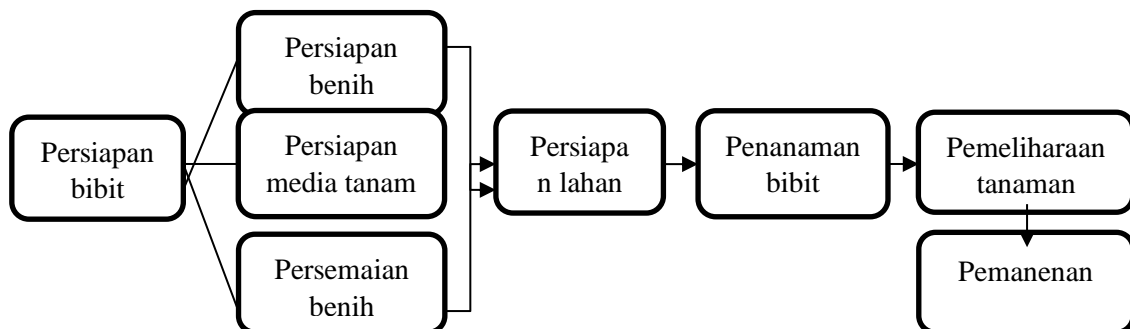 Persiapan
bibit
Persiapan
benih
Persiapan
media tanam
Persemaian
benih
Persiapa
n lahan
Penanaman
bibit
Pemeliharaan
tanaman
Pemanenan